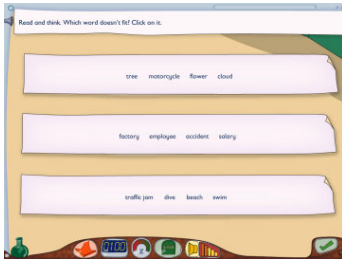 Read and think. Which word doesn't fit? Click on it.
tree motorcycle flower cloud
factory employee accident salary
traffic jam dive beach swim